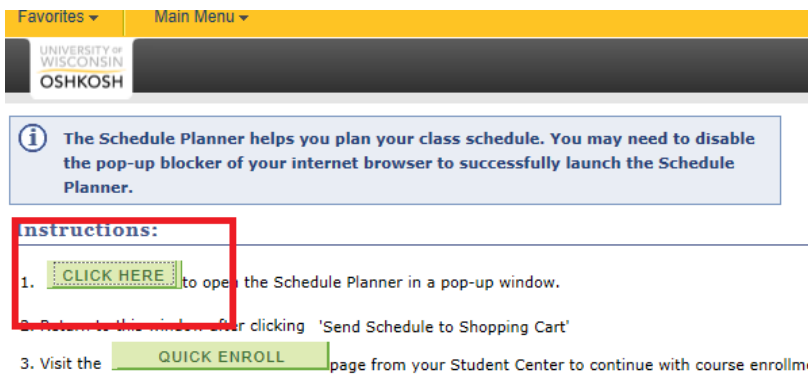 Favorites Main Menu
UNIVERSITY OF
WISCONSIN
OSHKOSH
The Schedule Planner helps you plan your class schedule. You may need to disable
the pop-up blocker of your internet browser to successfully launch the Schedule
Planner.
Instructions:
1. CLICK HERE to open the Schedule Planner in a pop-up window.
2. Return to this window after clicking 'Send Schedule to Shopping Cart'
3. Visit the QUICK ENROLL page from your Student Center to continue with course enrollm